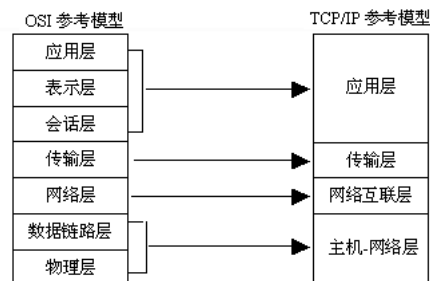 OSI 参考模型
TCP/IP 参考模型
应用层
表示层
会话层
传输层
网络层
数据链路层
物理层
应用层
传输层
网络互联层
主机-网络层